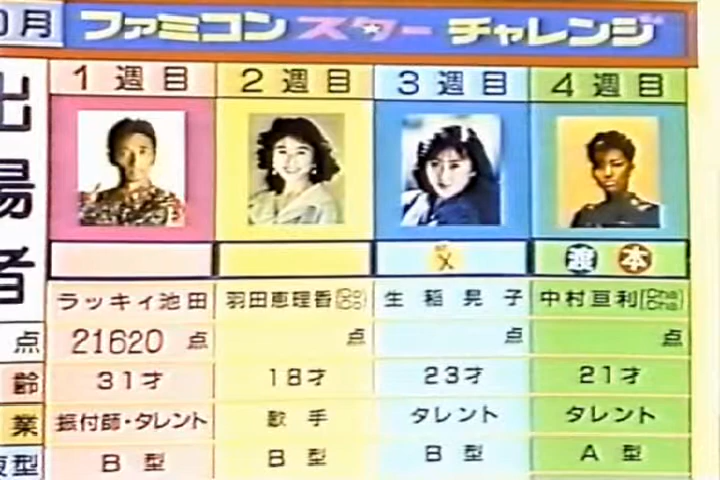 0月 ファミコン スター チャレンジ
出場者
1週目 2週目 3週目 4週目
X 渡 本
ラッキィ池田 羽田恵理香(CoCo) 生稲晃子 中村亘利(ChaCha)
点 21620点 点 点 点
齢 31才 18才 23才 21才
業 振付師・タレント 歌手 タレント タレント
型 B型 B型 B型 A型